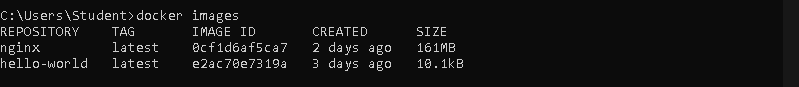 C:\Users\Student>docker images
REPOSITORY    TAG       IMAGE ID       CREATED      SIZE
nginx         latest    0cf1d6af5ca7   2 days ago   161MB
hello-world   latest    e2ac70e7319a   3 days ago   10.1kB